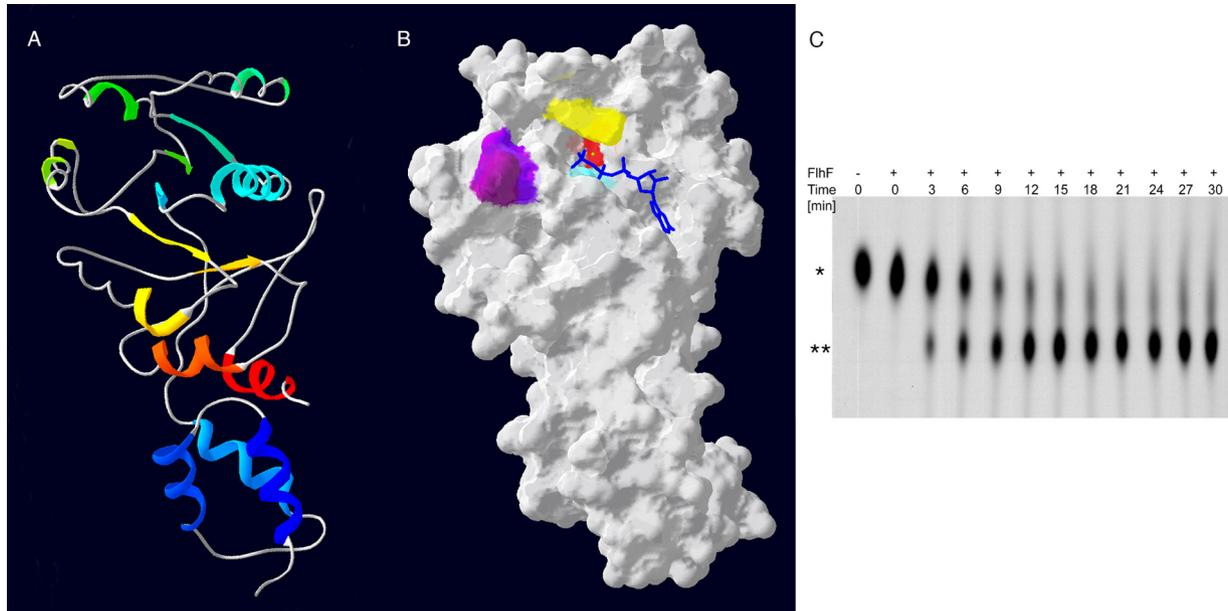 A
B
C
FlhF - + + + + + + + + + + +
Time 0 0 3 6 9 12 15 18 21 24 27 30
[min]
*
**